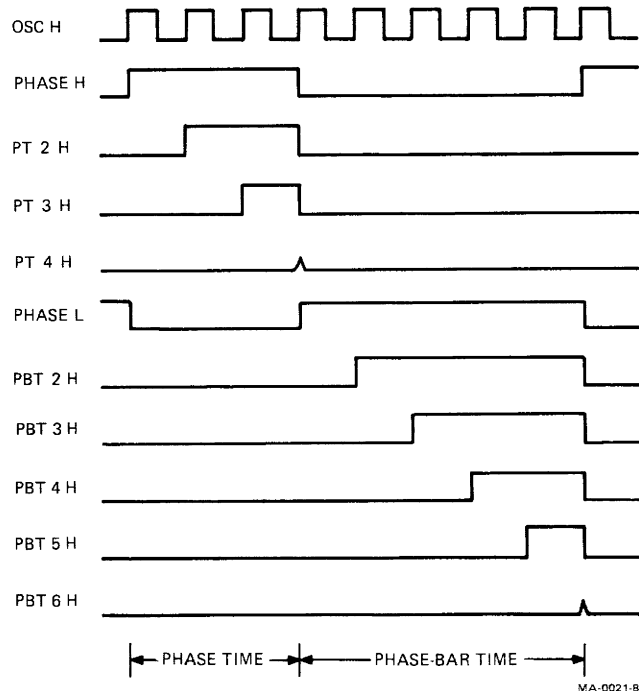 OSC H
PHASE H
PT 2 H
PT 3 H
PT 4 H
PHASE L
PBT 2 H
PBT 3 H
PBT 4 H
PBT 5 H
PBT 6 H
PHASE TIME
PHASE-BAR TIME
MA-0021-8